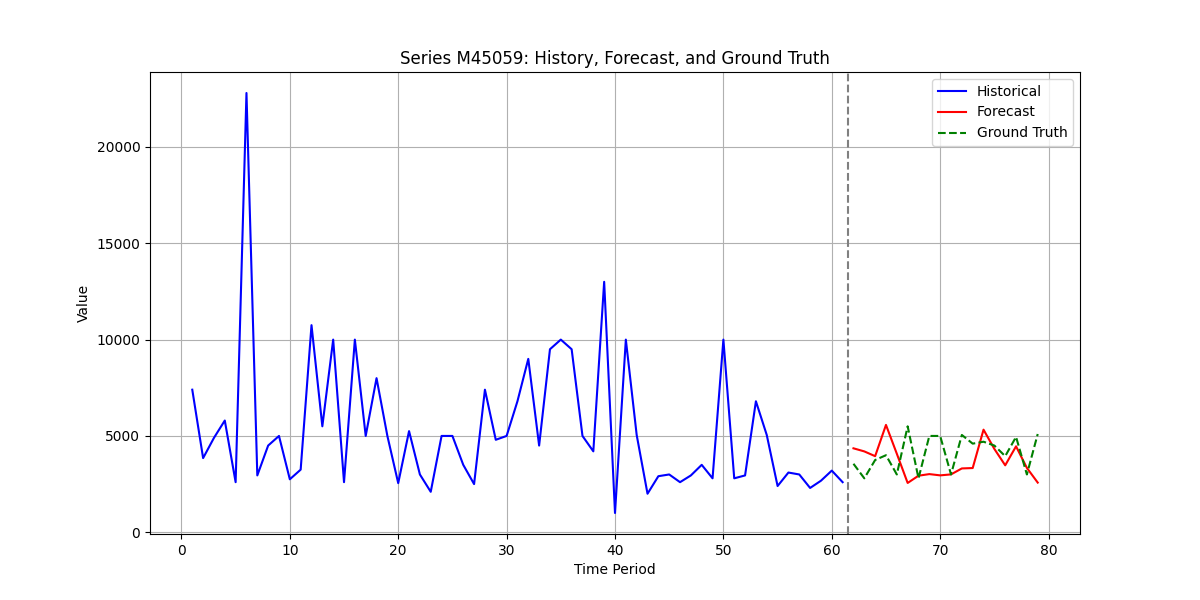 Series M45059: History, Forecast, and Ground Truth
Historical
Forecast
Ground Truth
20000
15000
10000
5000
0
Value
0 10 20 30 40 50 60 70 80
Time Period